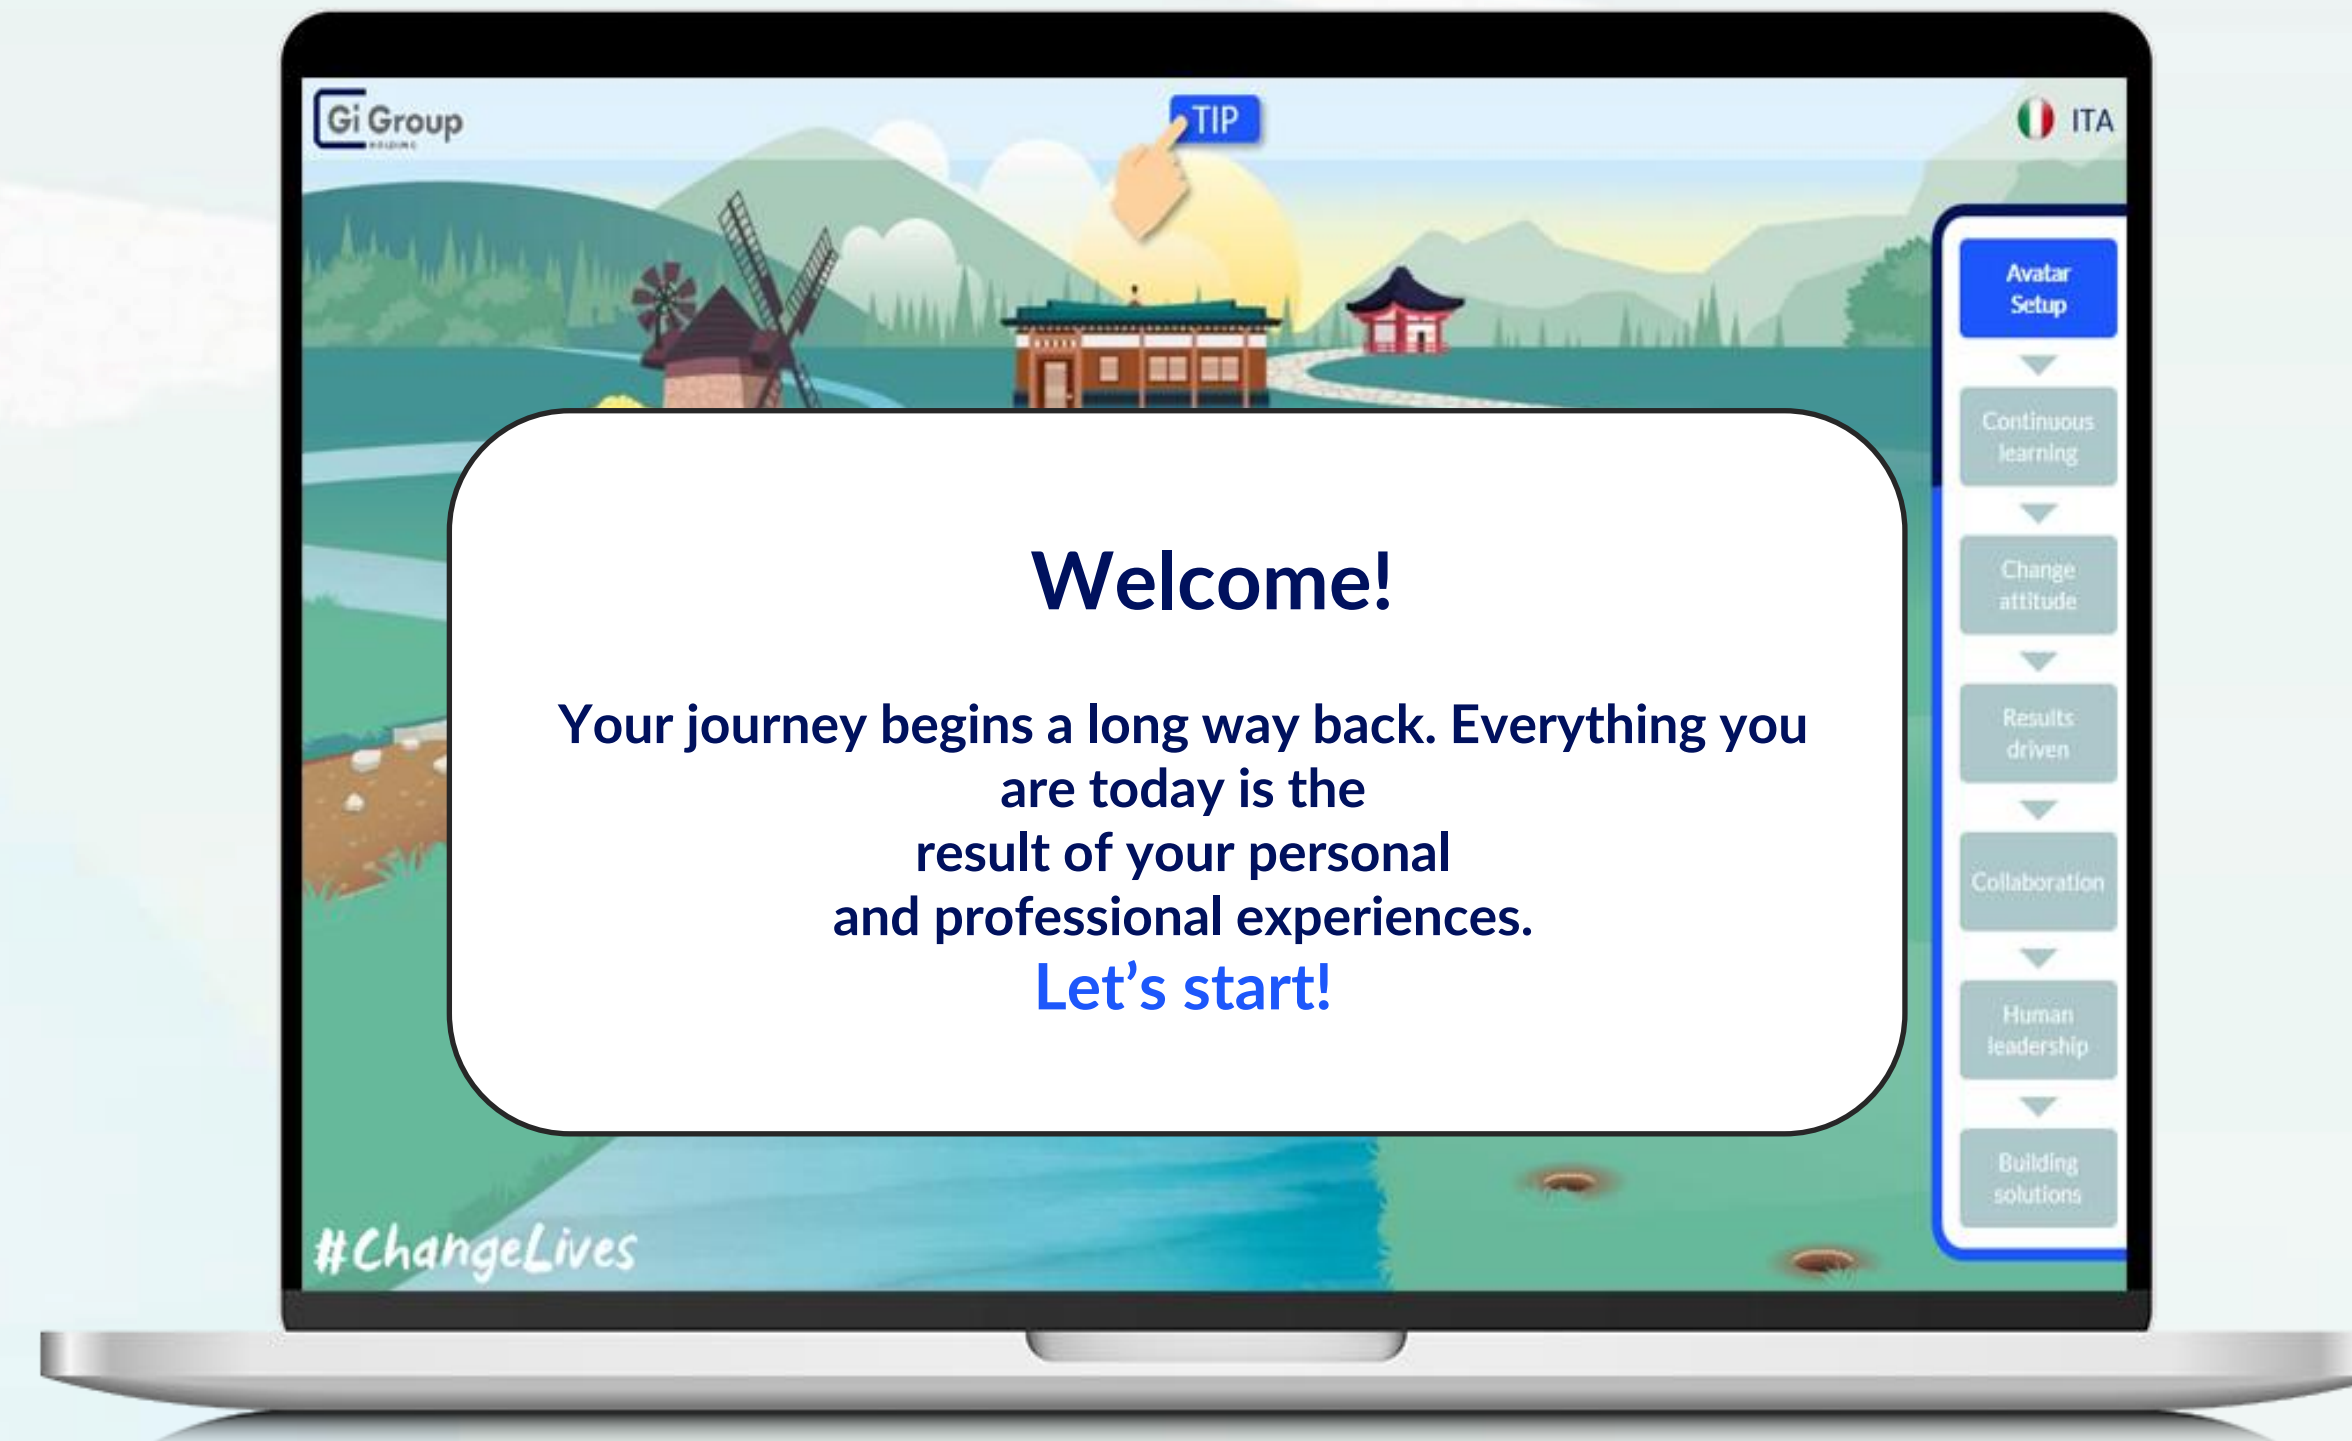 Gi Group
HOLDING
TIP
ITA
Avatar
Setup
Continuous
learning
Change
attitude
Results
driven
Collaboration
Human
leadership
Building
solutions
Welcome!
Your journey begins a long way back. Everything you
are today is the
result of your personal
and professional experiences.
Let’s start!
#ChangeLives